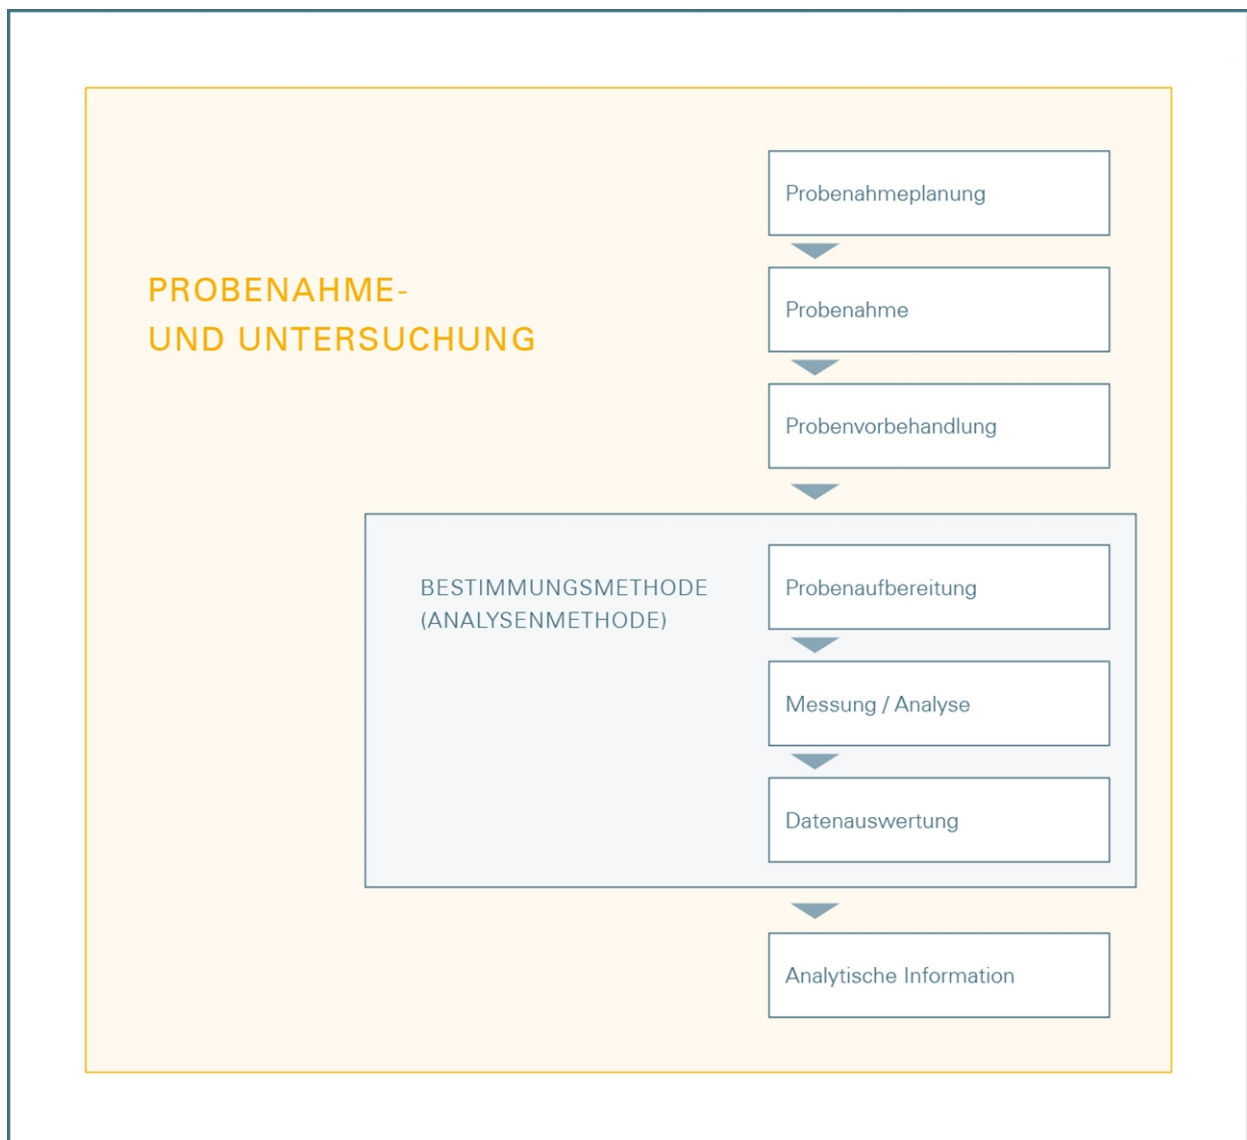 Probenahmeplanung
PROBENAHME-
UND UNTERSUCHUNG
Probenahme
Probenvorbehandlung
BESTIMMUNGSMETHODE
(ANALYSENMETHODE)
Probenaufbereitung
Messung / Analyse
Datenauswertung
Analytische Information